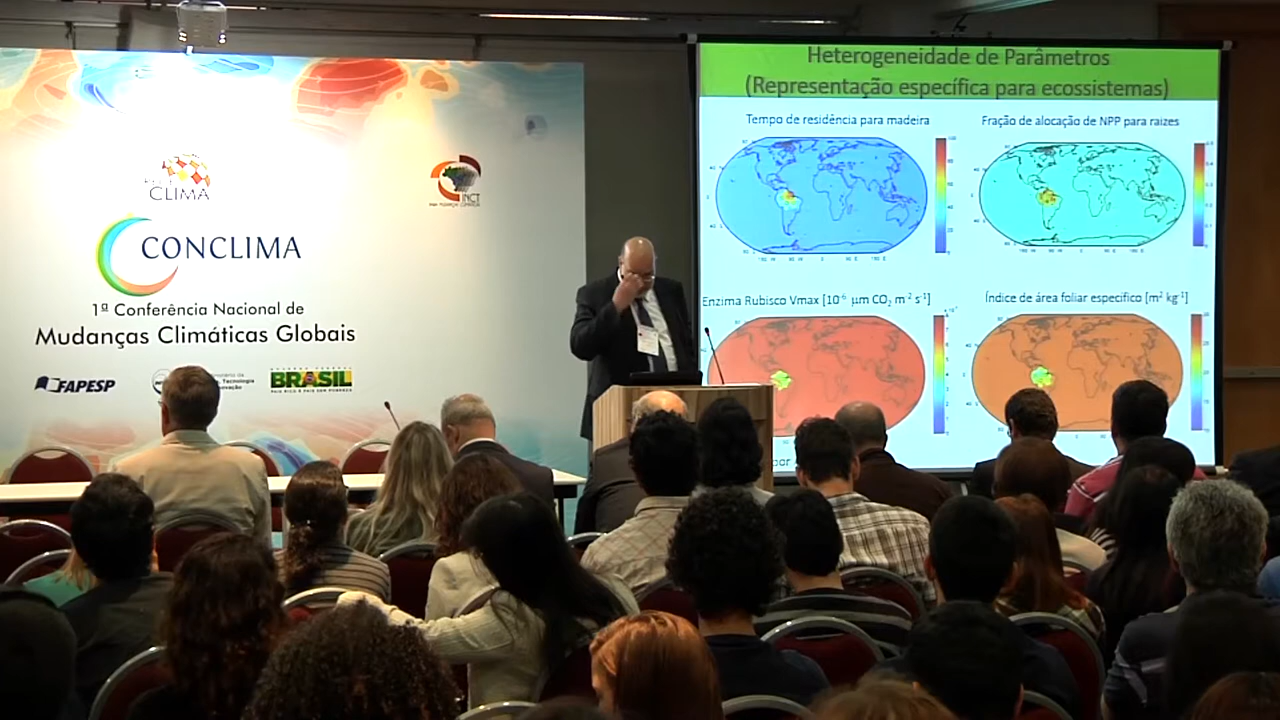 CLIMA
INCT
CONCLIMA
1ª Conferência Nacional de
Mudanças Climáticas Globais
FAPESP
BRASIL
Heterogeneidade de Parâmetros
(Representação específica para ecossistemas)
Tempo de residência para madeira
Fração de alocação de NPP para raízes
Enzima Rubisco Vmax [10⁻⁶ µm CO₂ m⁻² s⁻¹]
Índice de área foliar específico [m² kg⁻¹]